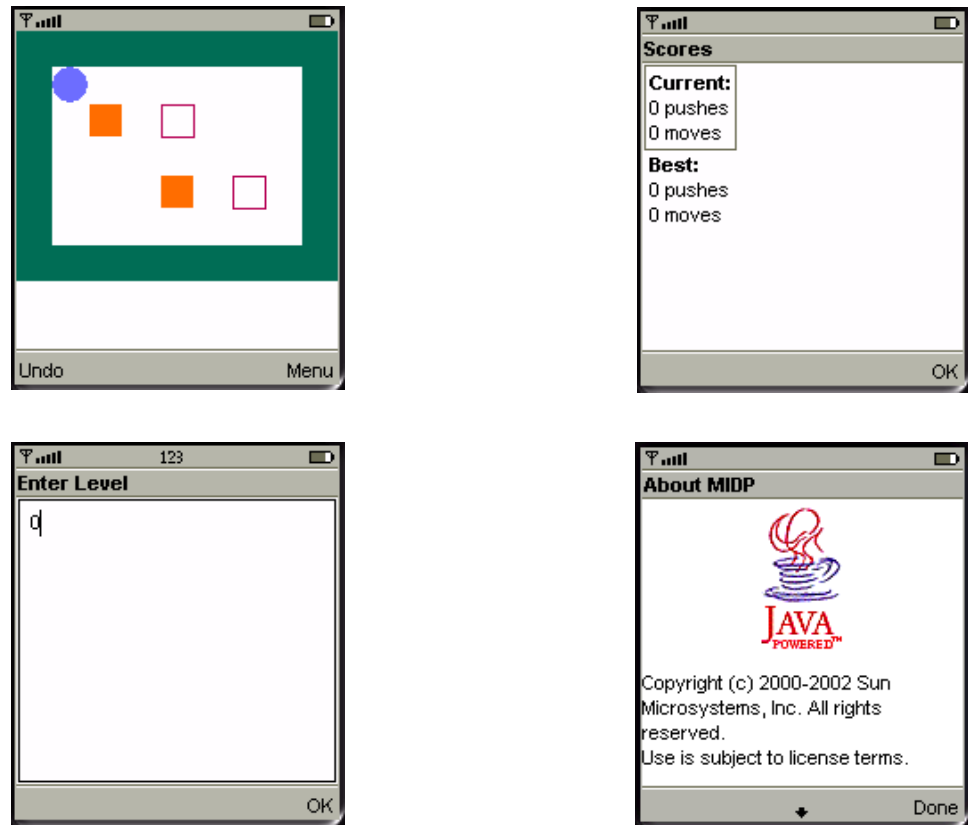 Undo Menu
Scores
Current:
0 pushes
0 moves
Best:
0 pushes
0 moves
OK
123
Enter Level
0
OK
About MIDP
JAVA
POWERED™
Copyright (c) 2000-2002 Sun
Microsystems, Inc. All rights
reserved.
Use is subject to license terms.
Done